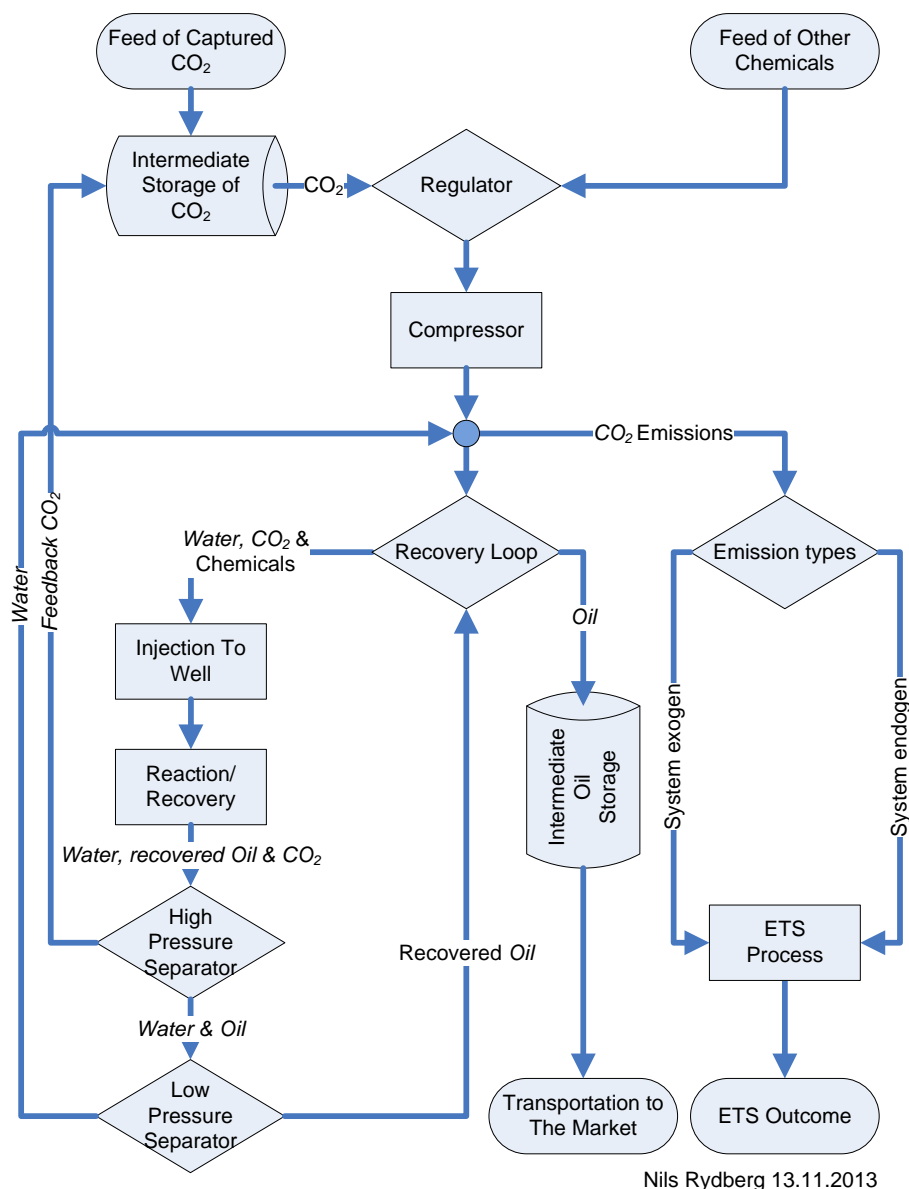 Feed of Captured
CO₂
Feed of Other
Chemicals
Intermediate
Storage of
CO₂
CO₂
Regulator
Compressor
CO₂ Emissions
Water, CO₂ &
Chemicals
Recovery Loop
Emission types
Water
Feedback CO₂
Oil
Injection To
Well
Reaction/
Recovery
Intermediate
Oil
Storage
System exogen
System endogen
Water, recovered Oil & CO₂
High
Pressure
Separator
Recovered Oil
ETS
Process
Water & Oil
Low
Pressure
Separator
Transportation to
The Market
ETS Outcome
Nils Rydberg 13.11.2013